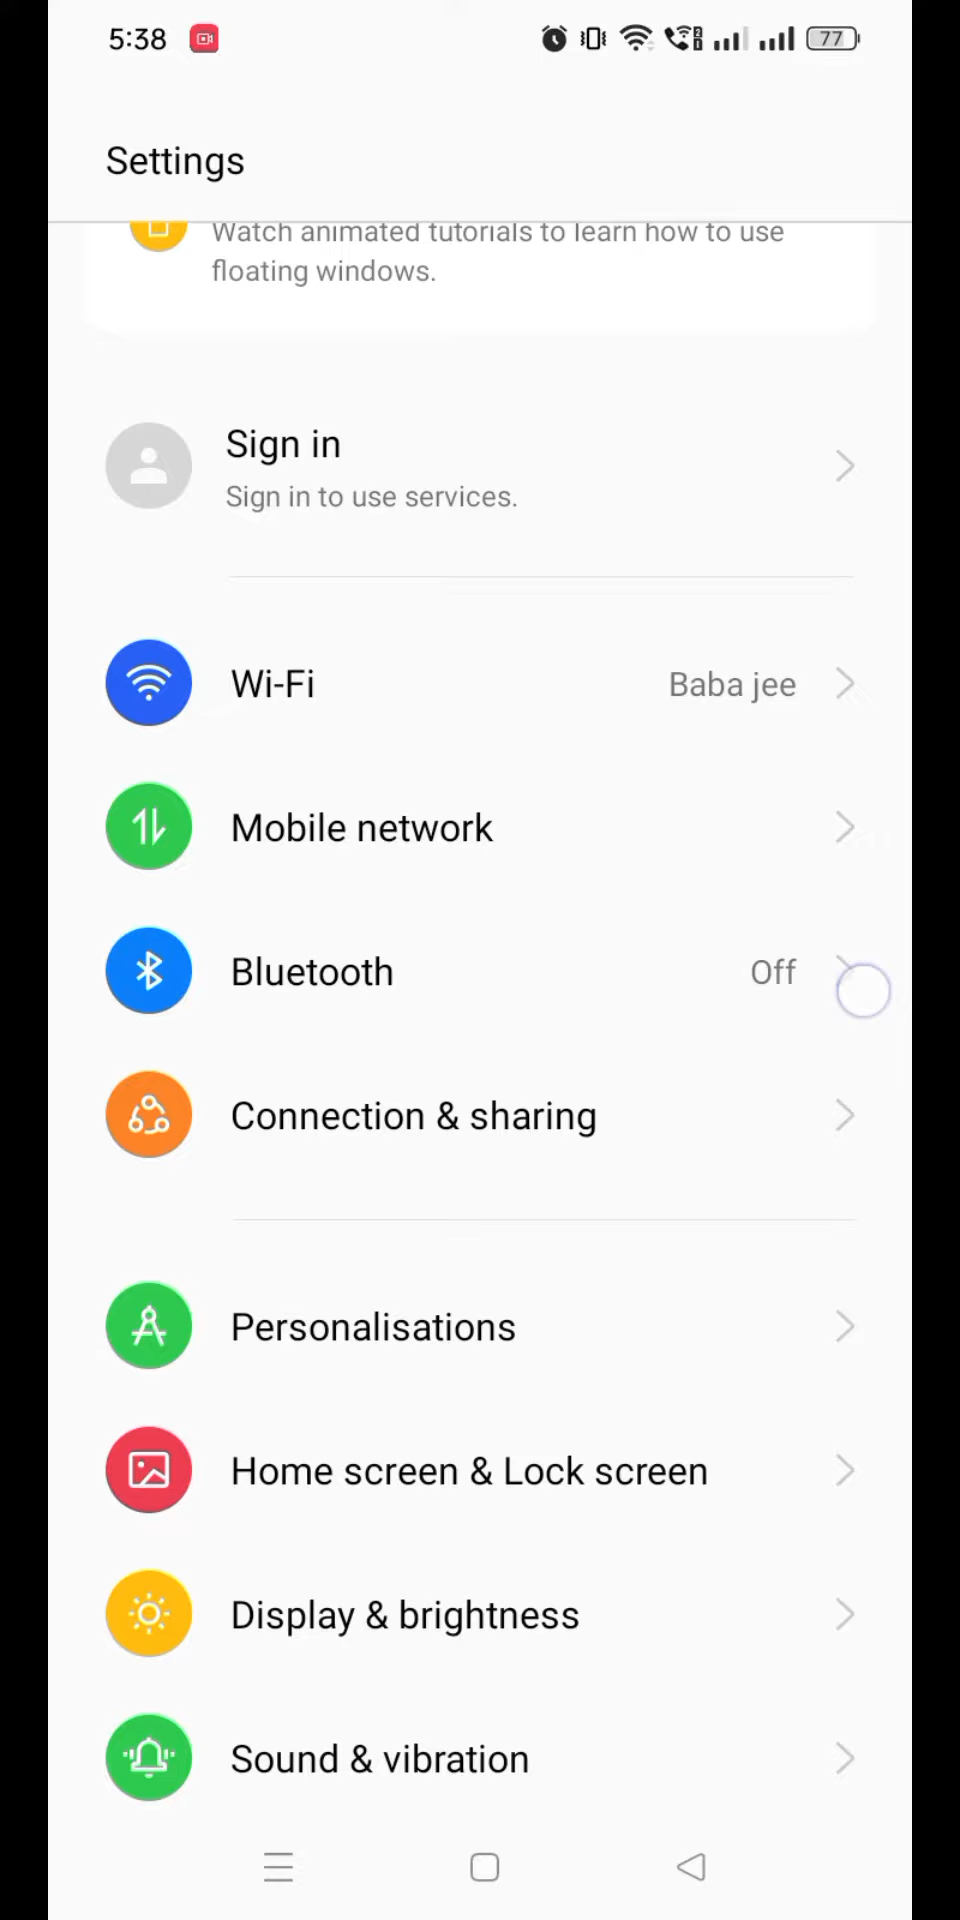 5:38
77
Settings
Watch animated tutorials to learn how to use
floating windows.
Sign in
Sign in to use services.
Wi-Fi Baba jee
Mobile network
Bluetooth Off
Connection & sharing
Personalisations
Home screen & Lock screen
Display & brightness
Sound & vibration